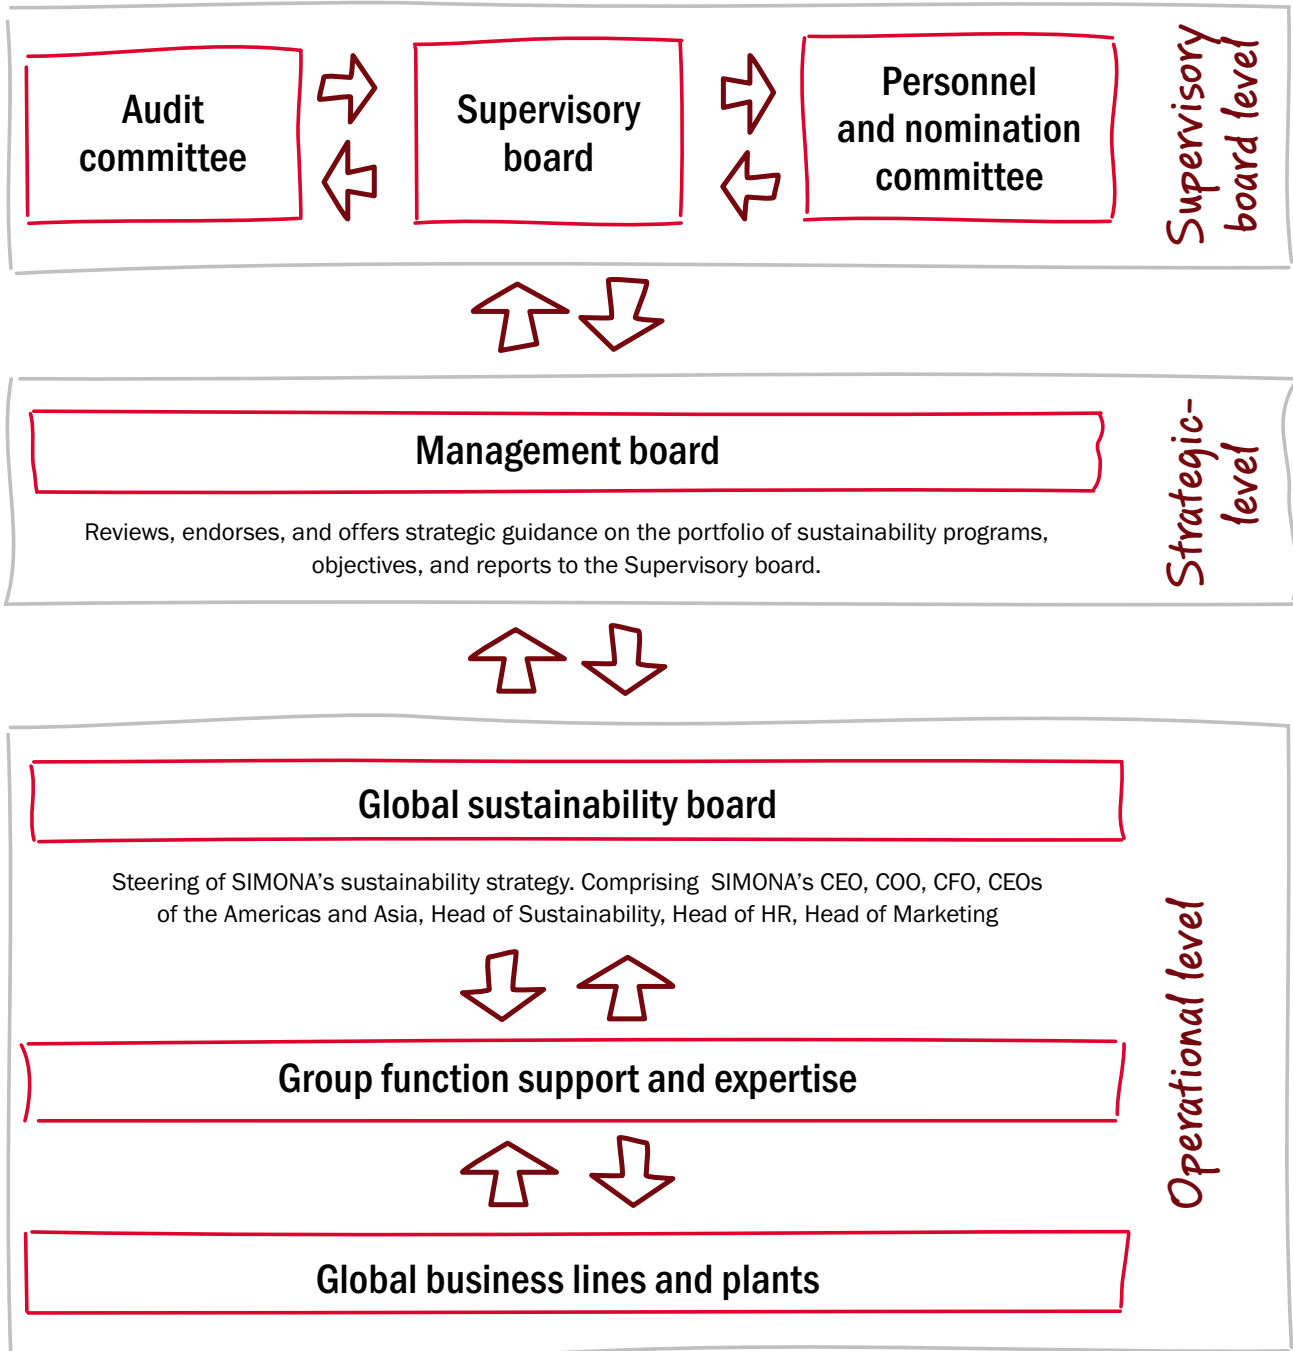 Audit
committee
Supervisory
board
Personnel
and nomination
committee
Supervisory
board level
Management board
Reviews, endorses, and offers strategic guidance on the portfolio of sustainability programs,
objectives, and reports to the Supervisory board.
Strategic-
level
Global sustainability board
Steering of SIMONA's sustainability strategy. Comprising SIMONA's CEO, COO, CFO, CEOs
of the Americas and Asia, Head of Sustainability, Head of HR, Head of Marketing
Group function support and expertise
Global business lines and plants
Operational level